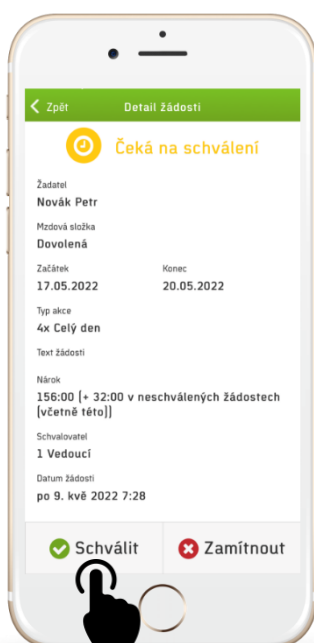 Zpět Detail žádosti
Čeká na schválení
Žadatel
Novák Petr
Mzdová složka
Dovolená
Začátek Konec
17.05.2022 20.05.2022
Typ akce
4x Celý den
Text žádosti
Nárok
156:00 (+ 32:00 v neschválených žádostech
(včetně této))
Schvalovatel
1 Vedoucí
Datum žádosti
po 9. kvě 2022 7:28
Schválit Zamítnout